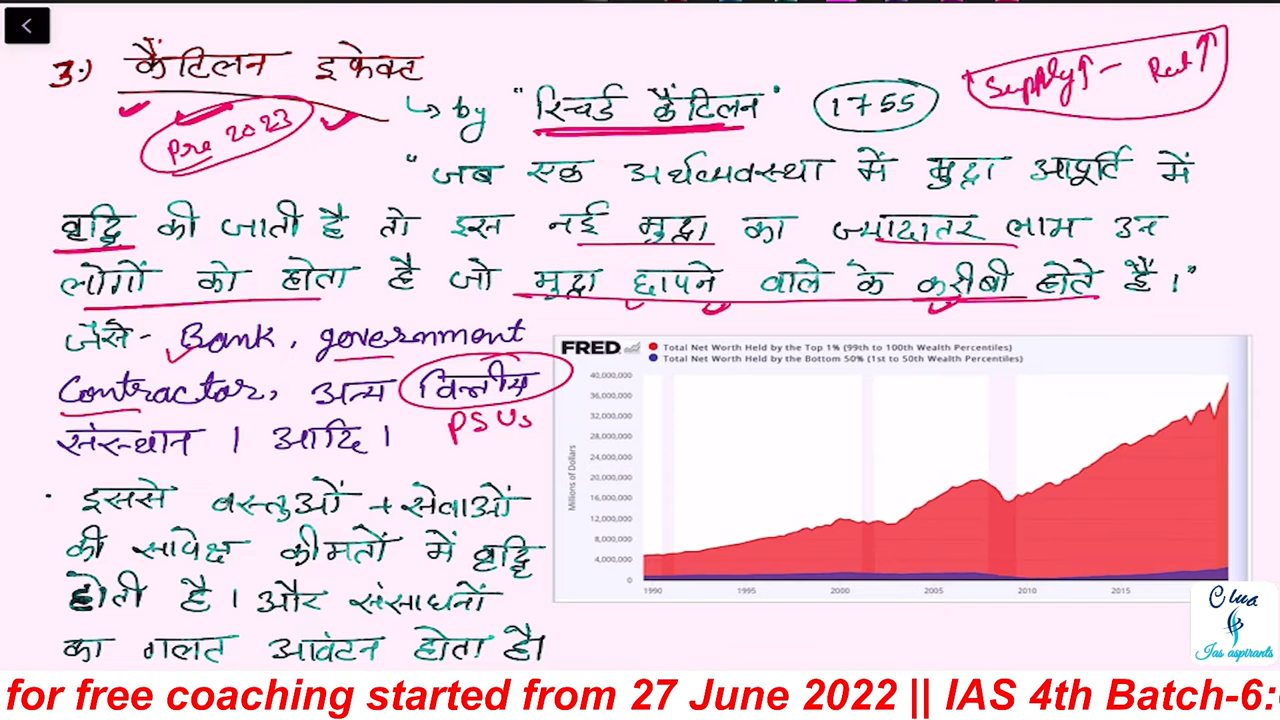 3:) कैंटिलन इफेक्ट
Pre 2023
↳ by "रिचर्ड कैंटिलन" 1755
Supply↑ - Rate↑
"जब एक अर्थव्यवस्था में मुद्रा आपूर्ति में
वृद्धि की जाती है तो इस नई मुद्रा का ज्यादातर लाभ उन
लोगों को होता है जो मुद्रा छापने वाले के करीबी होते हैं।"
जैसे- Bank, government
Contractor, अन्य वित्तीय
PSUs
संस्थान । आदि ।
· इससे वस्तुओं + सेवाओं
की सापेक्ष कीमतों में वृद्धि
होती है । और संसाधनों
का गलत आवंटन होता है।
FRED
Total Net Worth Held by the Top 1% (99th to 100th Wealth Percentiles)
Total Net Worth Held by the Bottom 50% (1st to 50th Wealth Percentiles)
Millions of Dollars
40,000,000
36,000,000
28,000,000
24,000,000
20,000,000
16,000,000
12,000,000
8,000,000
4,000,000
0
1990 1995 2000 2005 2010 2015
Clue
Ias aspirants
for free coaching started from 27 June 2022 || IAS 4th Batch-6: